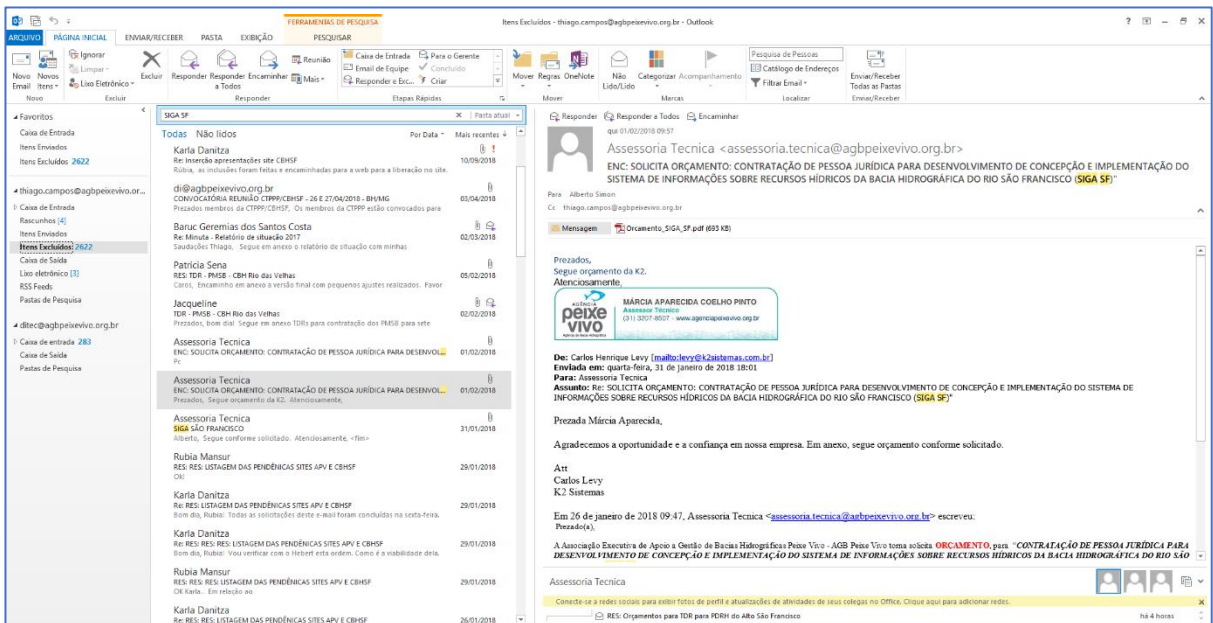 FERRAMENTAS DE PESQUISA
Itens Excluídos - thiago.campos@agbpeixevivo.org.br - Outlook
ARQUIVO PÁGINA INICIAL ENVIAR/RECEBER PASTA EXIBIÇÃO PESQUISAR
Novo Email
Novos Itens
Ignorar
Limpar
Lixo Eletrônico
Excluir
Responder
Responder a Todos
Encaminhar
Reunião
Mais
Caixa de Entrada
Email de Equipe
Responder e Exc...
Para o Gerente
Concluído
Criar
Mover
Regras
OneNote
Não Lido/Lido
Categorizar
Acompanhamento
Pesquisa de Pessoas
Catálogo de Endereços
Filtrar Email
Enviar/Receber Todas as Pastas
Novo Excluir Responder Etapas Rápidas Mover Marcas Localizar Enviar/Receber
Favoritos
Caixa de Entrada
Itens Enviados
Itens Excluídos 2622
thiago.campos@agbpeixevivo.or...
Caixa de Entrada
Rascunhos [4]
Itens Enviados
Itens Excluídos 2622
Caixa de Saída
Lixo eletrônico [3]
RSS Feeds
Pastas de Pesquisa
ditec@agbpeixevivo.org.br
Caixa de entrada 283
Caixa de Saída
Pastas de Pesquisa
SIGA SF Pasta atual
Todas Não lidos Por Data Mais recentes
Karla Danitza
Re: Inserção apresentações site CBHSF 10/09/2018
Rúbia, as inclusões foram feitas e encaminhadas para a web para a liberação no site.
di@agbpeixevivo.org.br
CONVOCATÓRIA REUNIÃO CTPPP/CBHSF - 26 E 27/04/2018 - BH/MG 03/04/2018
Prezados membros da CTPPP/CBHSF, Os membros da CTPPP estão convocados para
Baruc Geremias dos Santos Costa
Re: Minuta - Relatório de situação 2017 02/03/2018
Saudações Thiago, Segue em anexo o relatório de situação com minhas
Patrícia Sena
RES: TDR - PMSB - CBH Rio das Velhas 05/02/2018
Caros, Encaminho em anexo a versão final com pequenos ajustes realizados. Favor
Jacqueline
TDR - PMSB - CBH Rio das Velhas 02/02/2018
Prezados, bom dia! Segue em anexo TDRs para contratação dos PMSB para sete
Assessoria Tecnica
ENC: SOLICITA ORÇAMENTO: CONTRATAÇÃO DE PESSOA JURÍDICA PARA DESENVOL... 01/02/2018
Pc
Assessoria Tecnica
ENC: SOLICITA ORÇAMENTO: CONTRATAÇÃO DE PESSOA JURÍDICA PARA DESENVOL... 01/02/2018
Prezados, Segue orçamento da K2. Atenciosamente,
Assessoria Tecnica
SIGA SÃO FRANCISCO 31/01/2018
Alberto, Segue conforme solicitado. Atenciosamente, <fim>
Rubia Mansur
RES: RES: LISTAGEM DAS PENDÊNICAS SITES APV E CBHSF 29/01/2018
Ok!
Karla Danitza
Re: RES: LISTAGEM DAS PENDÊNICAS SITES APV E CBHSF 29/01/2018
Bom dia, Rubia! Todas as solicitações deste e-mail foram concluídas na sexta-feira.
Karla Danitza
Re: RES: RES: LISTAGEM DAS PENDÊNICAS SITES APV E CBHSF 29/01/2018
Bom dia, Rubia! Vou verificar com o Hebert esta ordem. Como é a viabilidade dela.
Rubia Mansur
RES: RES: RES: LISTAGEM DAS PENDÊNICAS SITES APV E CBHSF 29/01/2018
OK Karla.. Em relação ao
Karla Danitza
Re: RES: RES: LISTAGEM DAS PENDÊNICAS SITES APV E CBHSF 26/01/2018
Responder Responder a Todos Encaminhar
qui 01/02/2018 09:57
Assessoria Tecnica <assessoria.tecnica@agbpeixevivo.org.br>
ENC: SOLICITA ORÇAMENTO: CONTRATAÇÃO DE PESSOA JURÍDICA PARA DESENVOLVIMENTO DE CONCEPÇÃO E IMPLEMENTAÇÃO DO
SISTEMA DE INFORMAÇÕES SOBRE RECURSOS HÍDRICOS DA BACIA HIDROGRÁFICA DO RIO SÃO FRANCISCO (SIGA SF)"
Para Alberto Simon
Cc thiago.campos@agbpeixevivo.org.br
Mensagem Orcamento_SIGA_SF.pdf (693 KB)
Prezados,
Segue orçamento da K2.
Atenciosamente,
AGÊNCIA
peixe
vivo
MÁRCIA APARECIDA COELHO PINTO
Assessor Técnico
(31) 3207-8507 - www.agenciapeixevivo.org.br
De: Carlos Henrique Levy [mailto:levy@k2sistemas.com.br]
Enviada em: quarta-feira, 31 de janeiro de 2018 18:01
Para: Assessoria Tecnica
Assunto: Re: SOLICITA ORÇAMENTO: CONTRATAÇÃO DE PESSOA JURÍDICA PARA DESENVOLVIMENTO DE CONCEPÇÃO E IMPLEMENTAÇÃO DO SISTEMA DE
INFORMAÇÕES SOBRE RECURSOS HÍDRICOS DA BACIA HIDROGRÁFICA DO RIO SÃO FRANCISCO (SIGA SF)"
Prezada Márcia Aparecida,
Agradecemos a oportunidade e a confiança em nossa empresa. Em anexo, segue orçamento conforme solicitado.
Att
Carlos Levy
K2 Sistemas
Em 26 de janeiro de 2018 09:47, Assessoria Tecnica <assessoria.tecnica@agbpeixevivo.org.br> escreveu:
Prezado(a),
A Associação Executiva de Apoio a Gestão de Bacias Hidrográficas Peixe Vivo - AGB Peixe Vivo torna solicita ORÇAMENTO, para "CONTRATAÇÃO DE PESSOA JURÍDICA PARA
DESENVOLVIMENTO DE CONCEPÇÃO E IMPLEMENTAÇÃO DO SISTEMA DE INFORMAÇÕES SOBRE RECURSOS HÍDRICOS DA BACIA HIDROGRÁFICA DO RIO SÃO
Assessoria Tecnica
Conecte-se a redes sociais para exibir fotos de perfil e atualizações de atividades de seus colegas no Office. Clique aqui para adicionar redes.
RES: Orçamentos para TDR para PDRH do Alto São Francisco há 4 horas